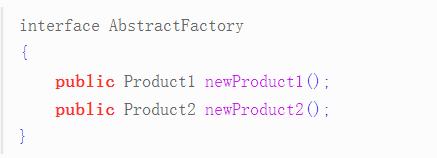 interface AbstractFactory
{
    public Product1 newProduct1();
    public Product2 newProduct2();
}